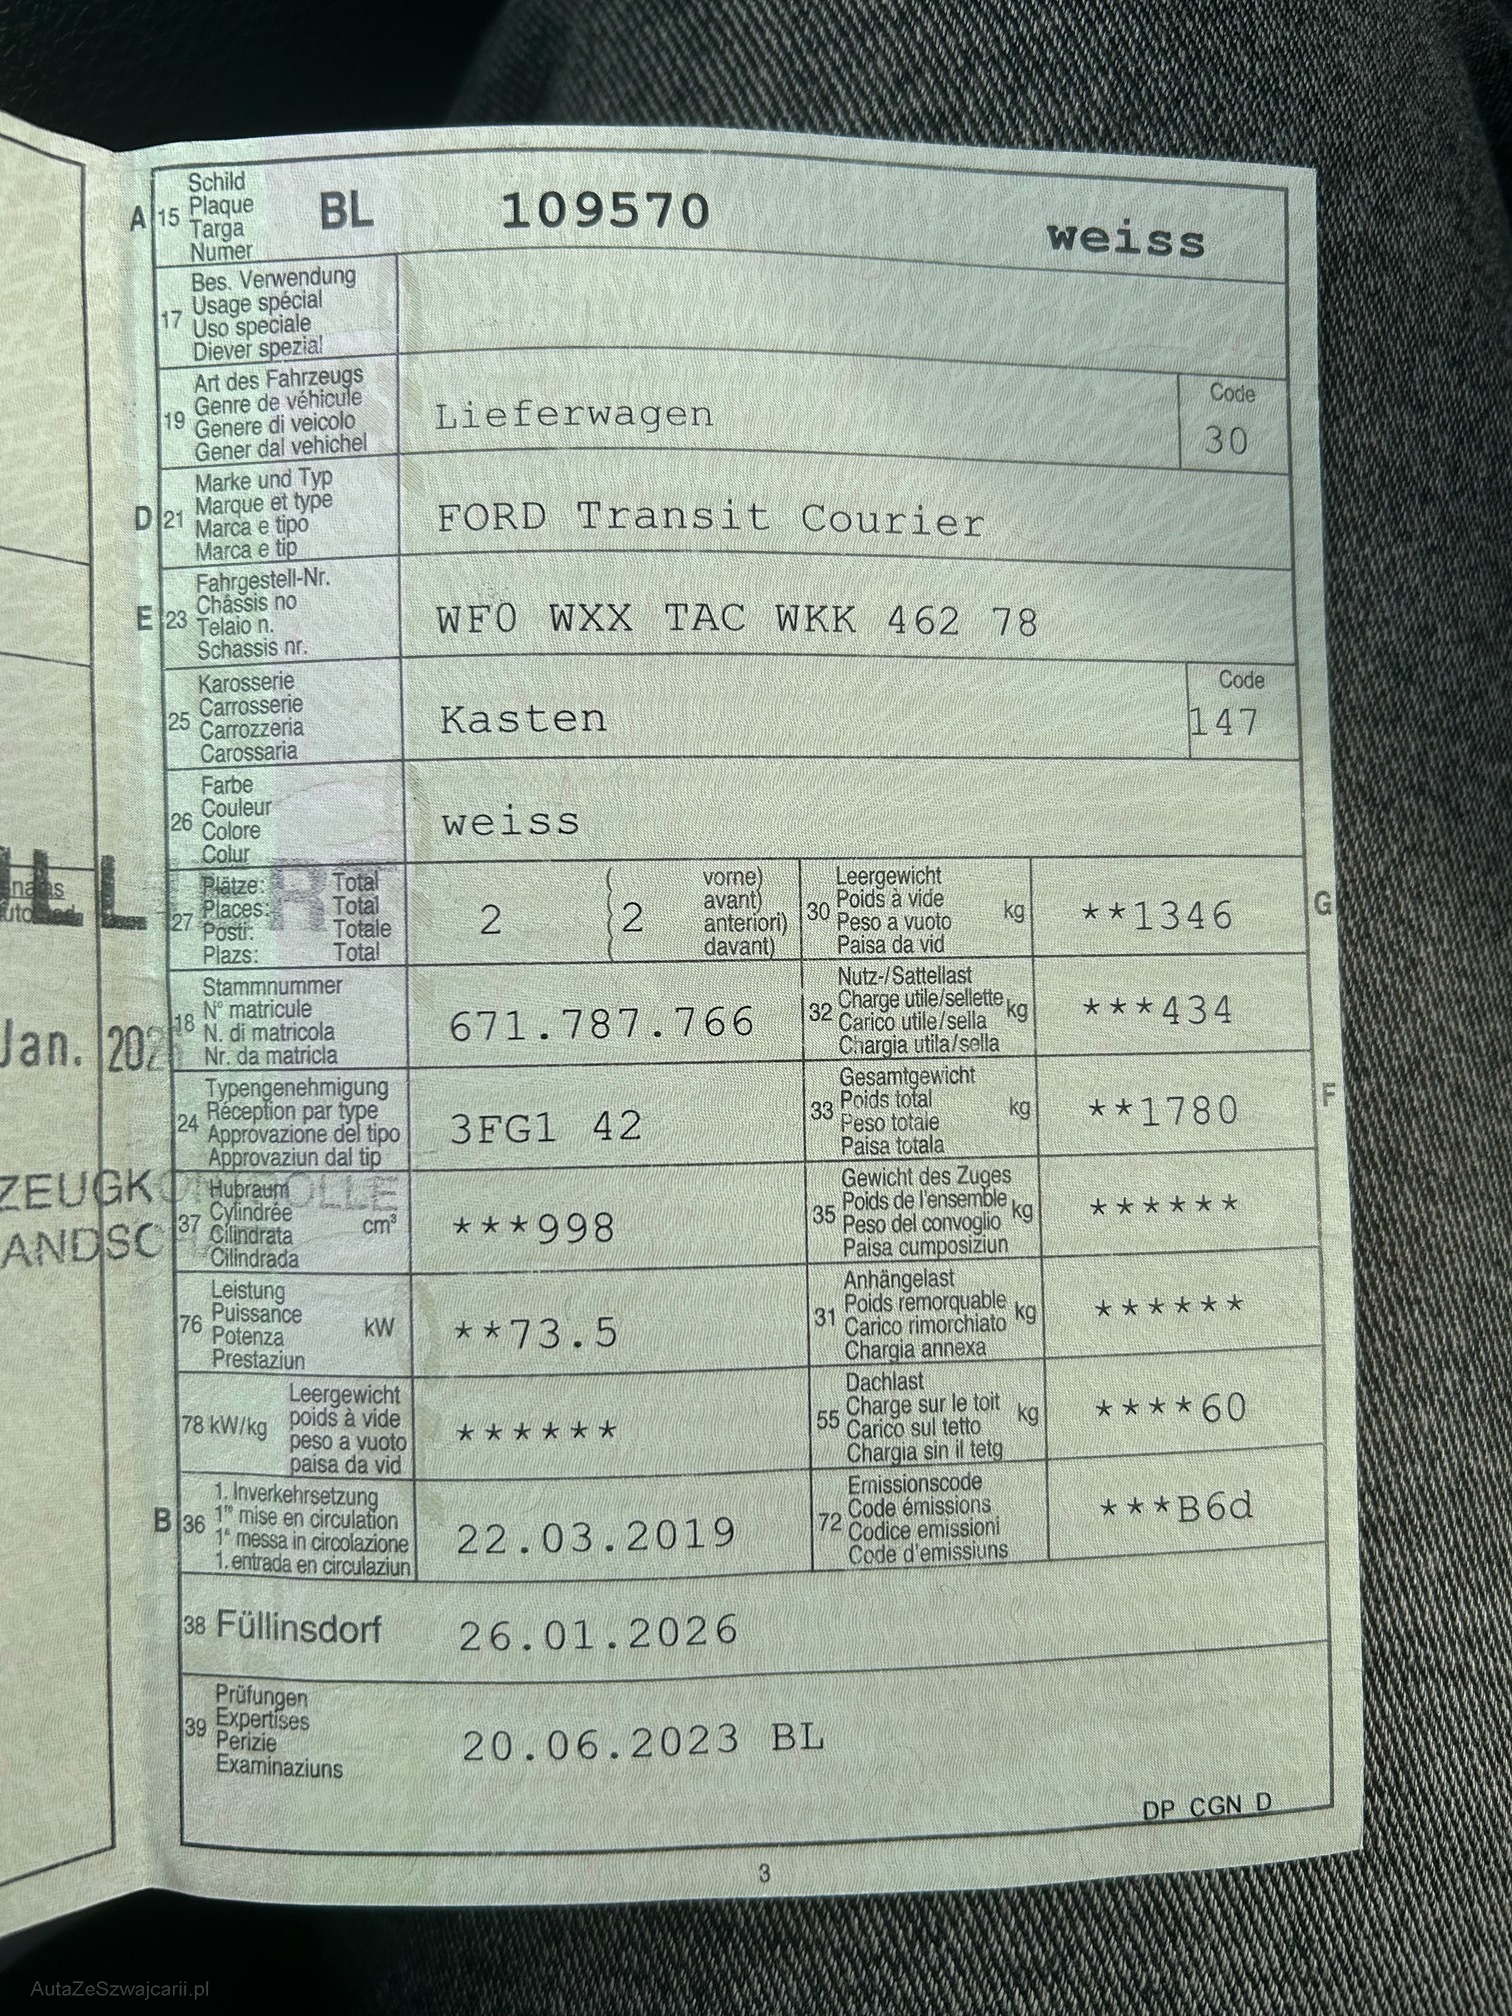 A 15 Schild Plaque Targa Numer BL 109570 weiss
17 Bes. Verwendung
Usage spécial
Uso speciale
Diever spezial
19 Art des Fahrzeugs
Genre de véhicule
Genere di veicolo
Gener dal vehichel
Lieferwagen
Code
30
D 21 Marke und Typ
Marque et type
Marca e tipo
Marca e tip
FORD Transit Courier
E 23 Fahrgestell-Nr.
Châssis no
Telaio n.
Schassis nr.
WF0 WXX TAC WKK 462 78
25 Karosserie
Carrosserie
Carrozzeria
Carossaria
Kasten
Code
147
26 Farbe
Couleur
Colore
Colur
weiss
27 Plätze: Total
Places: Total
Posti: Totale
Plazs: Total
2 2
vorne)
avant)
anteriori)
davant)
30 Leergewicht
Poids à vide
Peso a vuoto
Paisa da vid
kg
**1346
G
18 Stammnummer
N° matricule
N. di matricola
Nr. da matricla
671.787.766
32 Nutz-/Sattellast
Charge utile/sellette
Carico utile/sella
Chargia utila/sella
kg
***434
24 Typengenehmigung
Réception par type
Approvazione del tipo
Approvaziun dal tip
3FG1 42
33 Gesamtgewicht
Poids total
Peso totale
Paisa totala
kg
**1780
F
37 Hubraum
Cylindrée
Cilindrata
Cilindrada
cm³
***998
35 Gewicht des Zuges
Poids de l'ensemble
Peso del convoglio
Paisa cumposiziun
kg
******
76 Leistung
Puissance
Potenza
Prestaziun
kW
**73.5
31 Anhängelast
Poids remorquable
Carico rimorchiato
Chargia annexa
kg
******
78 kW/kg Leergewicht
poids à vide
peso a vuoto
paisa da vid
******
55 Dachlast
Charge sur le toit
Carico sul tetto
Chargia sin il tetg
kg
****60
B 36 1. Inverkehrsetzung
1re mise en circulation
1a messa in circolazione
1. entrada en circulaziun
22.03.2019
72 Emissionscode
Code émissions
Codice emissioni
Code d'emissiuns
***B6d
38 Füllinsdorf 26.01.2026
39 Prüfungen
Expertises
Perizie
Examinaziuns
20.06.2023 BL
DP CGN D
3
Jan. 202
ZEUGKONTROLLE
ANDSC
AutaZeSzwajcarii.pl